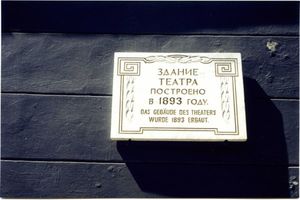 ЗДАНИЕ
ТЕАТРА
ПОСТРОЕНО
В 1893 ГОДУ.
DAS GEBÄUDE DES THEATERS
WURDE 1893 ERBAUT.